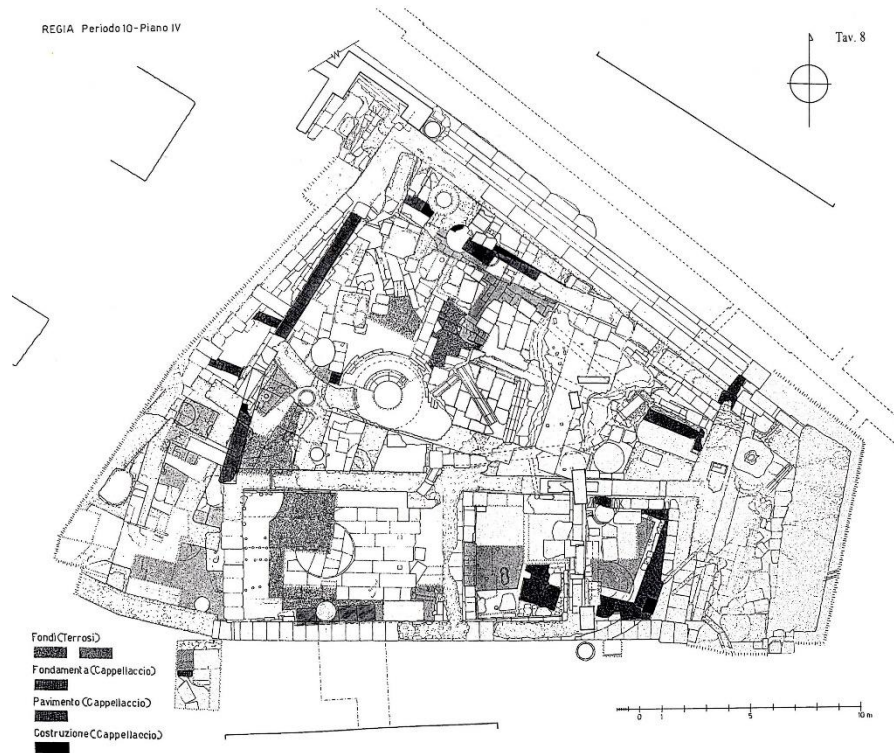 REGIA Periodo 10-Piano IV
Tav. 8
Fondi(Terrosi)
Fondamenta(Cappellaccio)
Pavimento(Cappellaccio)
Costruzione(Cappellaccio)
0 1 5 10 m